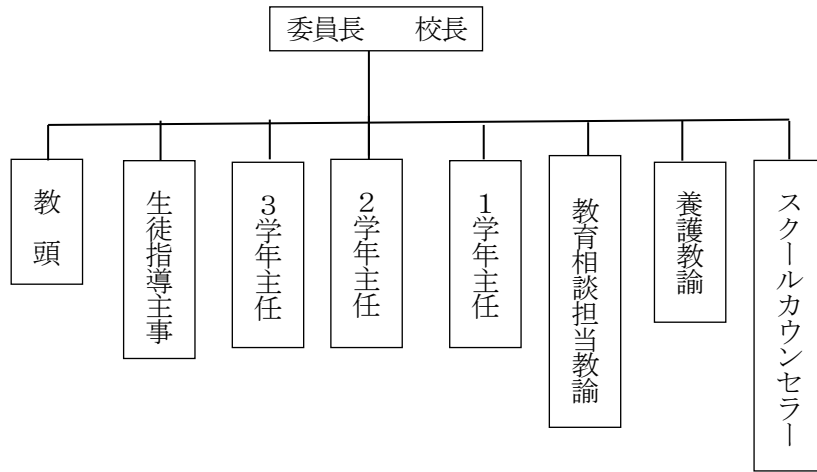 委員長　　校長
教頭
生徒指導主事
３学年主任
２学年主任
１学年主任
教育相談担当教諭
養護教諭
スクールカウンセラー